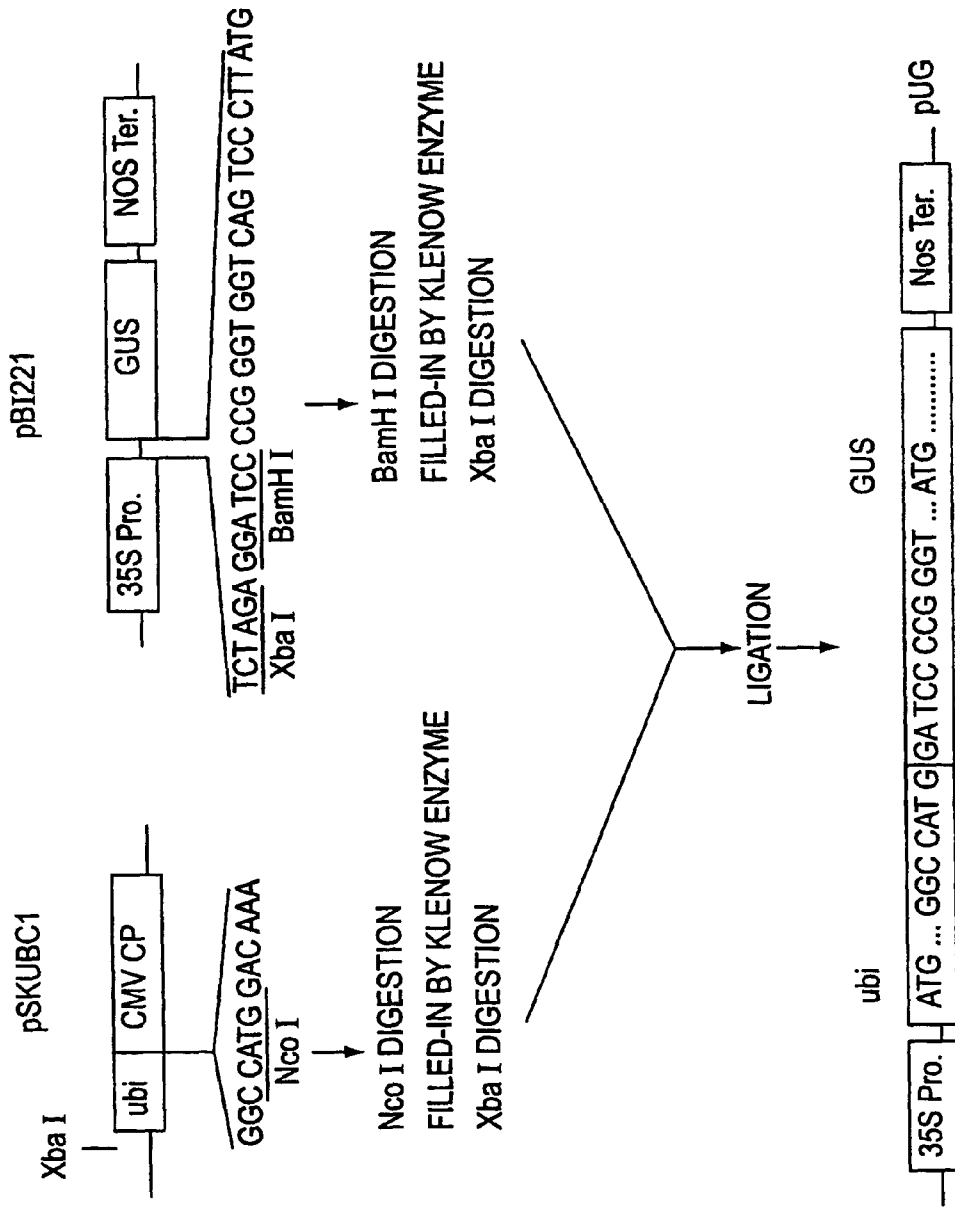 pSKUBC1
Xba I
ubi
CMV CP
GGC CATG GAC AAA
Nco I
Nco I DIGESTION
FILLED-IN BY KLENOW ENZYME
Xba I DIGESTION
pBI221
35S Pro.
GUS
NOS Ter.
TCT AGA GGA TCC CCG GGT GGT CAG TCC CTT ATG
Xba I
BamH I
BamH I DIGESTION
FILLED-IN BY KLENOW ENZYME
Xba I DIGESTION
LIGATION
ubi
GUS
35S Pro.
ATG ... GGC CAT G GA TCC CCG GGT ... ATG ...........
Nos Ter.
pUG